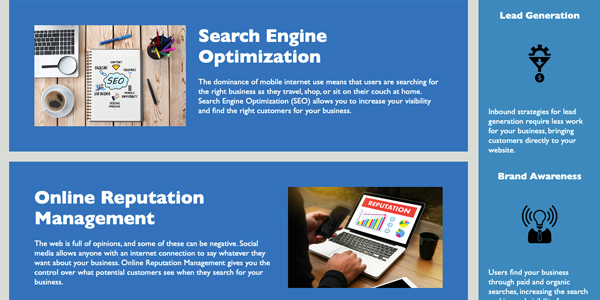 Search Engine
Optimization
The dominance of mobile internet use means that users are searching for
the right business as they travel, shop, or sit on their couch at home.
Search Engine Optimization (SEO) allows you to increase your visibility
and find the right customers for your business.
SEO
CONTENT
SOCIAL
MEDIA
Online Reputation
Management
The web is full of opinions, and some of these can be negative. Social
media allows anyone with an internet connection to say whatever they
want about your business. Online Reputation Management gives you the
control over what potential customers see when they search for your
business.
REPUTATION
Lead Generation
Inbound strategies for lead
generation require less work
for your business, bringing
customers directly to your
website.
Brand Awareness
Users find your business
through paid and organic
searches, increasing the search